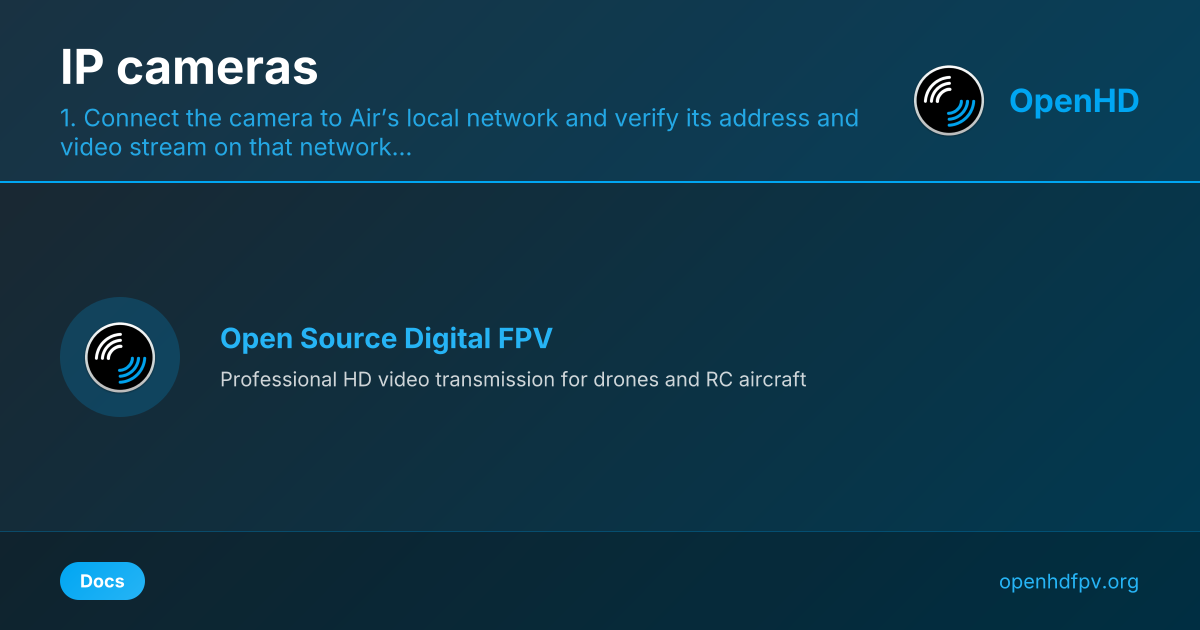 IP cameras
1. Connect the camera to Air’s local network and verify its address and
video stream on that network...
OpenHD
Open Source Digital FPV
Professional HD video transmission for drones and RC aircraft
Docs
openhdfpv.org